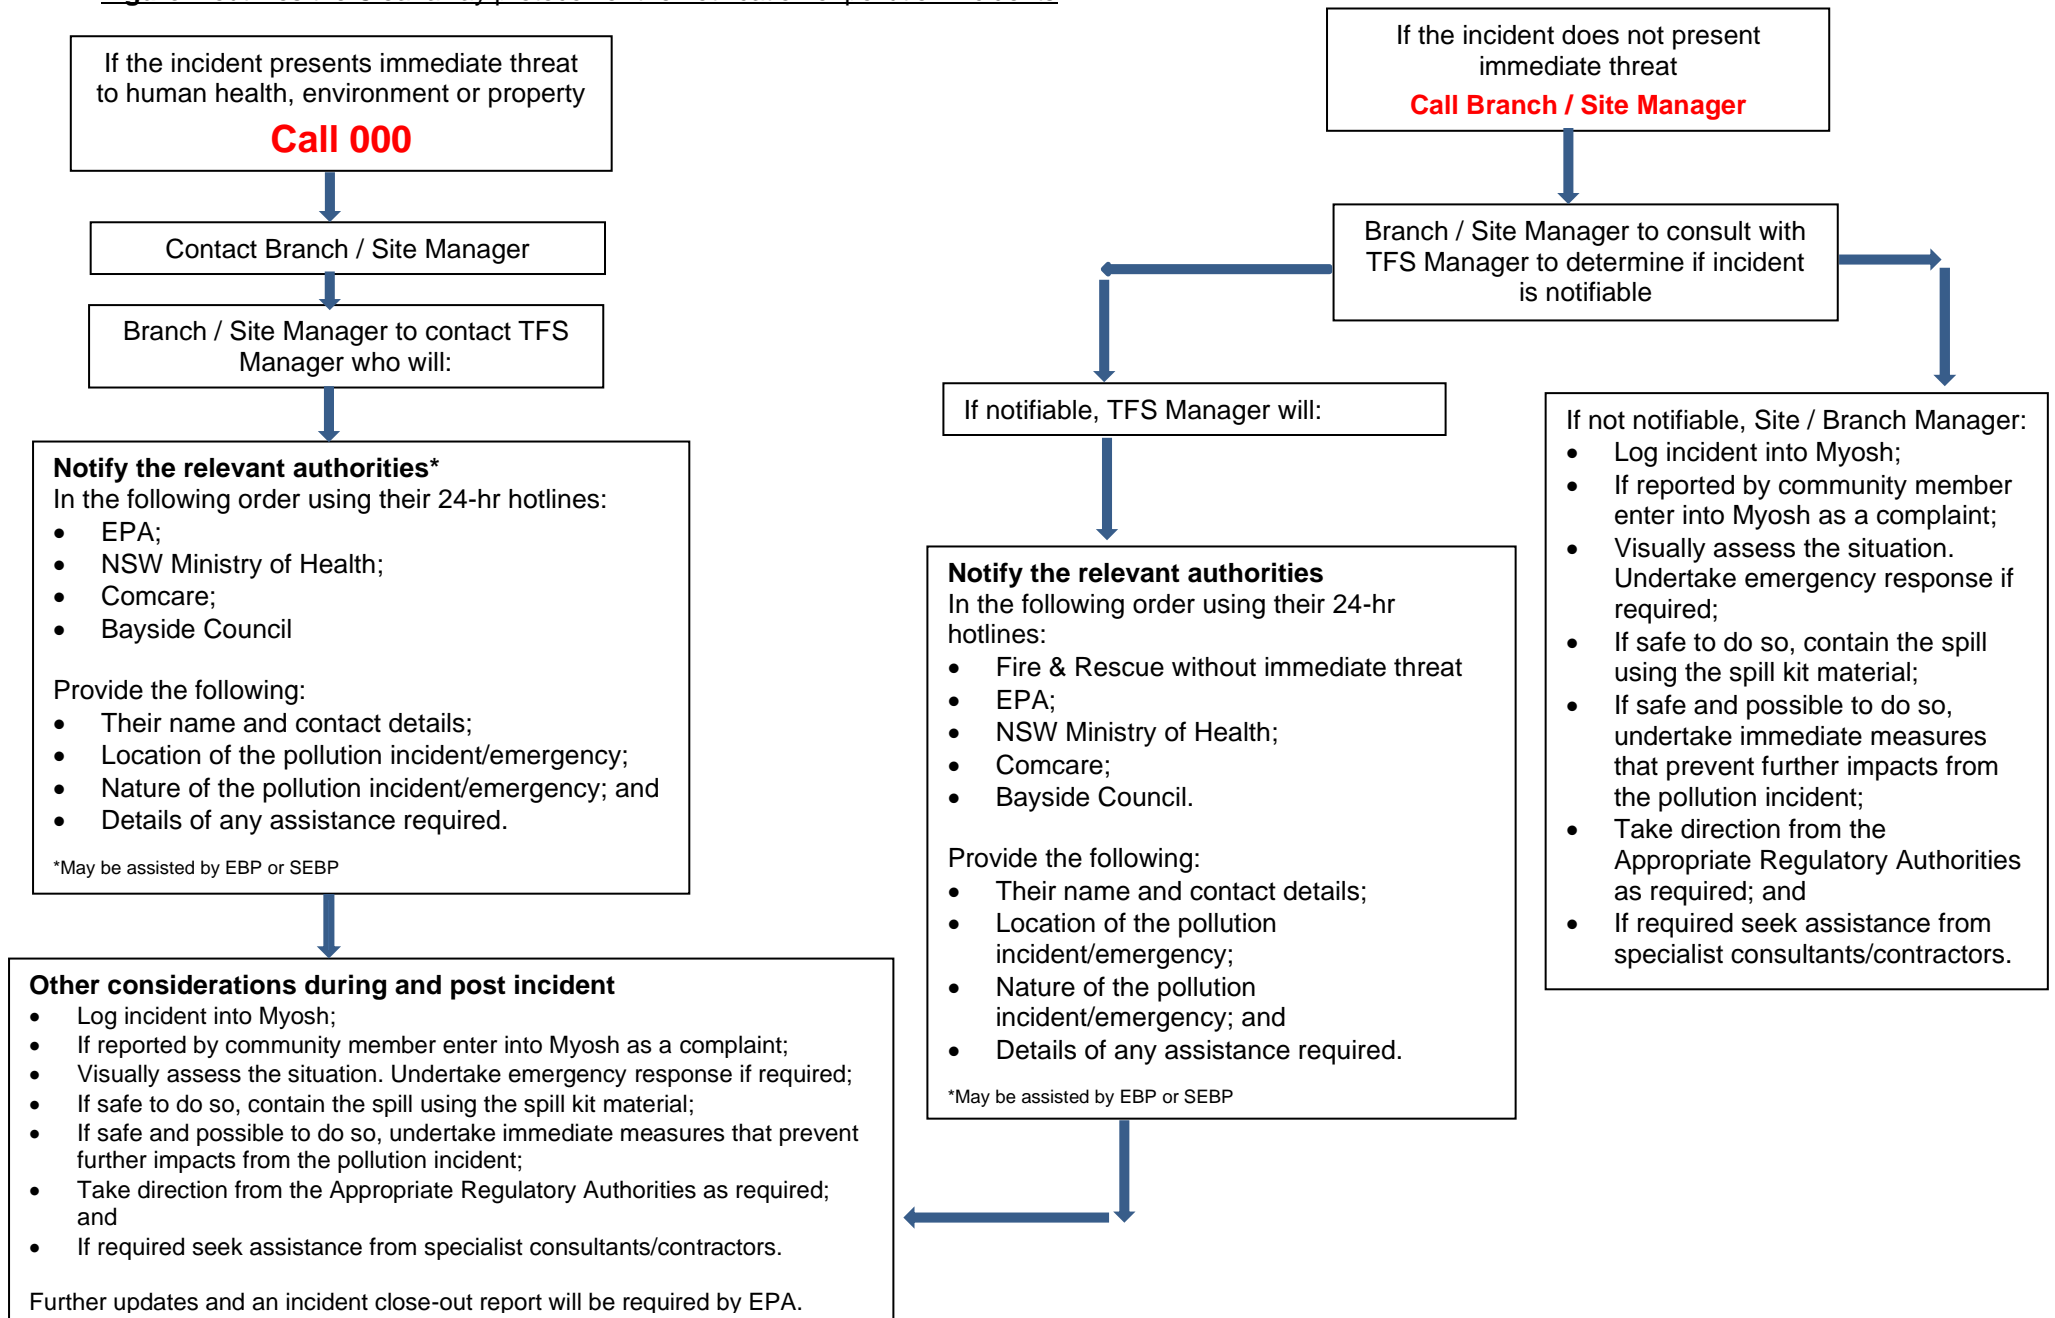 If the incident presents immediate threat
to human health, environment or property
Call 000
Contact Branch / Site Manager
Branch / Site Manager to contact TFS
Manager who will:
Notify the relevant authorities*
In the following order using their 24-hr hotlines:
• EPA;
• NSW Ministry of Health;
• Comcare;
• Bayside Council
Provide the following:
• Their name and contact details;
• Location of the pollution incident/emergency;
• Nature of the pollution incident/emergency; and
• Details of any assistance required.
*May be assisted by EBP or SEBP
Other considerations during and post incident
• Log incident into Myosh;
• If reported by community member enter into Myosh as a complaint;
• Visually assess the situation. Undertake emergency response if required;
• If safe to do so, contain the spill using the spill kit material;
• If safe and possible to do so, undertake immediate measures that prevent
further impacts from the pollution incident;
• Take direction from the Appropriate Regulatory Authorities as required;
and
• If required seek assistance from specialist consultants/contractors.
Further updates and an incident close-out report will be required by EPA.
If the incident does not present
immediate threat
Call Branch / Site Manager
Branch / Site Manager to consult with
TFS Manager to determine if incident
is notifiable
If notifiable, TFS Manager will:
Notify the relevant authorities
In the following order using their 24-hr
hotlines:
• Fire & Rescue without immediate threat
• EPA;
• NSW Ministry of Health;
• Comcare;
• Bayside Council.
Provide the following:
• Their name and contact details;
• Location of the pollution
incident/emergency;
• Nature of the pollution
incident/emergency; and
• Details of any assistance required.
*May be assisted by EBP or SEBP
If not notifiable, Site / Branch Manager:
• Log incident into Myosh;
• If reported by community member
enter into Myosh as a complaint;
• Visually assess the situation.
Undertake emergency response if
required;
• If safe to do so, contain the spill
using the spill kit material;
• If safe and possible to do so,
undertake immediate measures
that prevent further impacts from
the pollution incident;
• Take direction from the
Appropriate Regulatory Authorities
as required; and
• If required seek assistance from
specialist consultants/contractors.